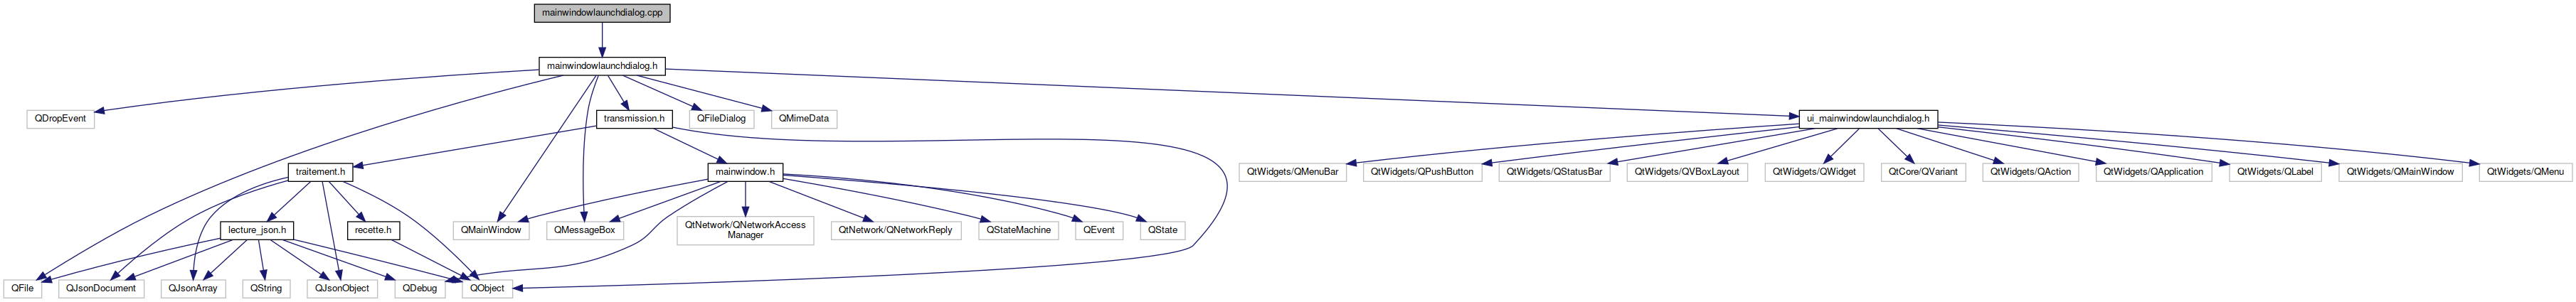 mainwindowlaunchdialog.cpp
mainwindowlaunchdialog.h
QDropEvent
transmission.h
QFileDialog
QMimeData
ui_mainwindowlaunchdialog.h
traitement.h
mainwindow.h
QtWidgets/QMenuBar
QtWidgets/QPushButton
QtWidgets/QStatusBar
QtWidgets/QVBoxLayout
QtWidgets/QWidget
QtCore/QVariant
QtWidgets/QAction
QtWidgets/QApplication
QtWidgets/QLabel
QtWidgets/QMainWindow
QtWidgets/QMenu
lecture_json.h
recette.h
QMainWindow
QMessageBox
QtNetwork/QNetworkAccess
Manager
QtNetwork/QNetworkReply
QStateMachine
QEvent
QState
QFile
QJsonDocument
QJsonArray
QString
QJsonObject
QDebug
QObject